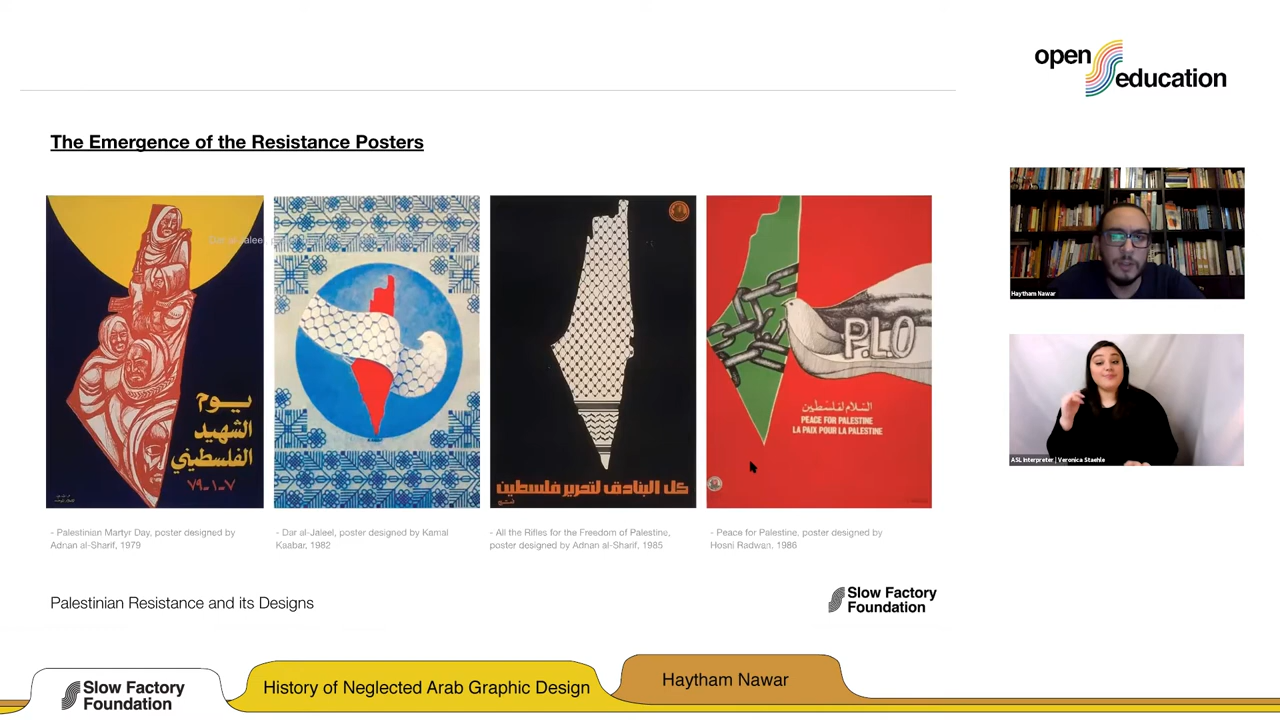 open
education
The Emergence of the Resistance Posters
يوم
الشهيد
الفلسطيني
٧-١-٧٩
كل البنادق لتحرير فلسطين
فتح
P.L.O
السلام لفلسطين
PEACE FOR PALESTINE
LA PAIX POUR LA PALESTINE
- Palestinian Martyr Day, poster designed by
Adnan al-Sharif, 1979
- Dar al-Jaleel, poster designed by Kamal
Kaabar, 1982
- All the Rifles for the Freedom of Palestine,
poster designed by Adnan al-Sharif, 1985
- Peace for Palestine, poster designed by
Hosni Radwan, 1986
Haytham Nawar
ASL Interpreter | Veronica Staehle
Palestinian Resistance and its Designs
Slow Factory
Foundation
Slow Factory
Foundation
History of Neglected Arab Graphic Design
Haytham Nawar